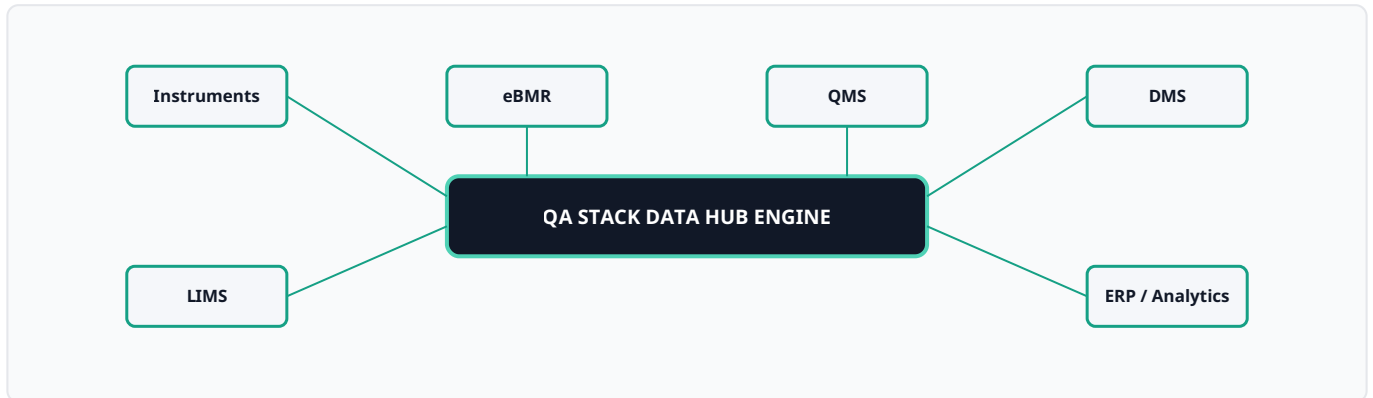 Instruments
eBMR
QMS
DMS
QA STACK DATA HUB ENGINE
LIMS
ERP / Analytics